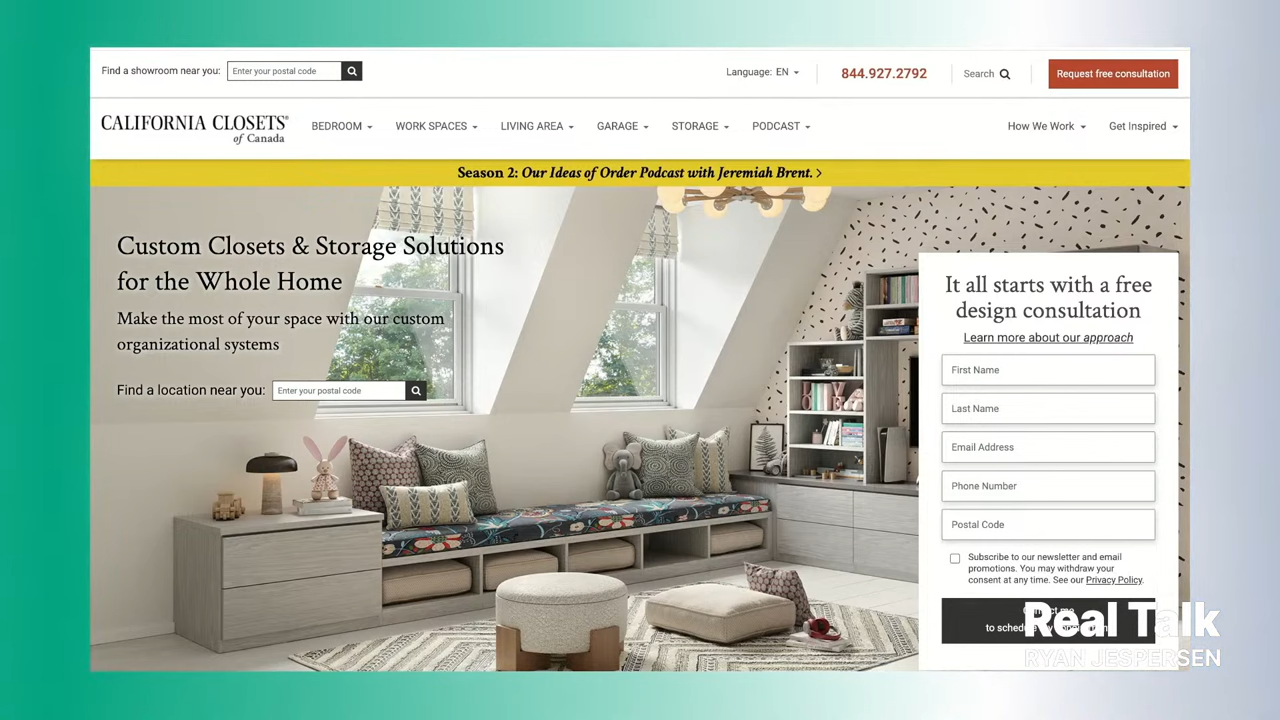 Find a showroom near you: Enter your postal code
Language: EN
844.927.2792
Search
Request free consultation
CALIFORNIA CLOSETS®
of Canada
BEDROOM
WORK SPACES
LIVING AREA
GARAGE
STORAGE
PODCAST
How We Work
Get Inspired
Season 2: Our Ideas of Order Podcast with Jeremiah Brent. >
Custom Closets & Storage Solutions
for the Whole Home
Make the most of your space with our custom
organizational systems
Find a location near you: Enter your postal code
It all starts with a free
design consultation
Learn more about our approach
First Name
Last Name
Email Address
Phone Number
Postal Code
Subscribe to our newsletter and email
promotions. You may withdraw your
consent at any time. See our Privacy Policy.
to
Real Talk
RYAN JESPERSEN